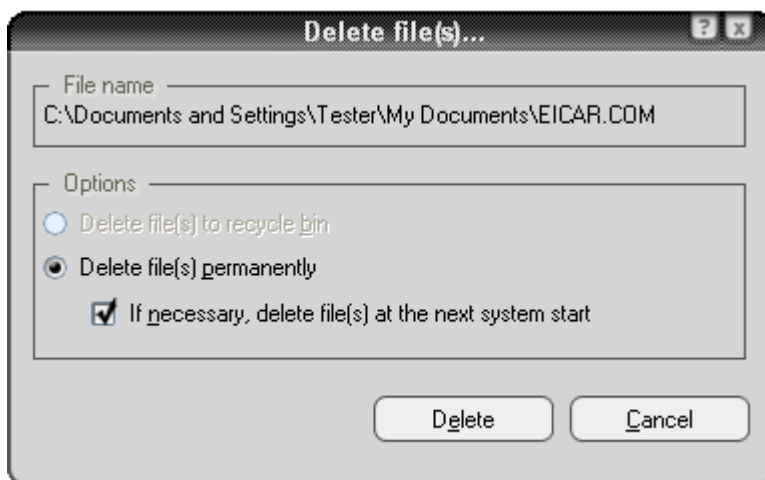 Delete file(s)...
File name
C:\Documents and Settings\Tester\My Documents\EICAR.COM
Options
Delete file(s) to recycle bin
Delete file(s) permanently
If necessary, delete file(s) at the next system start
Delete
Cancel